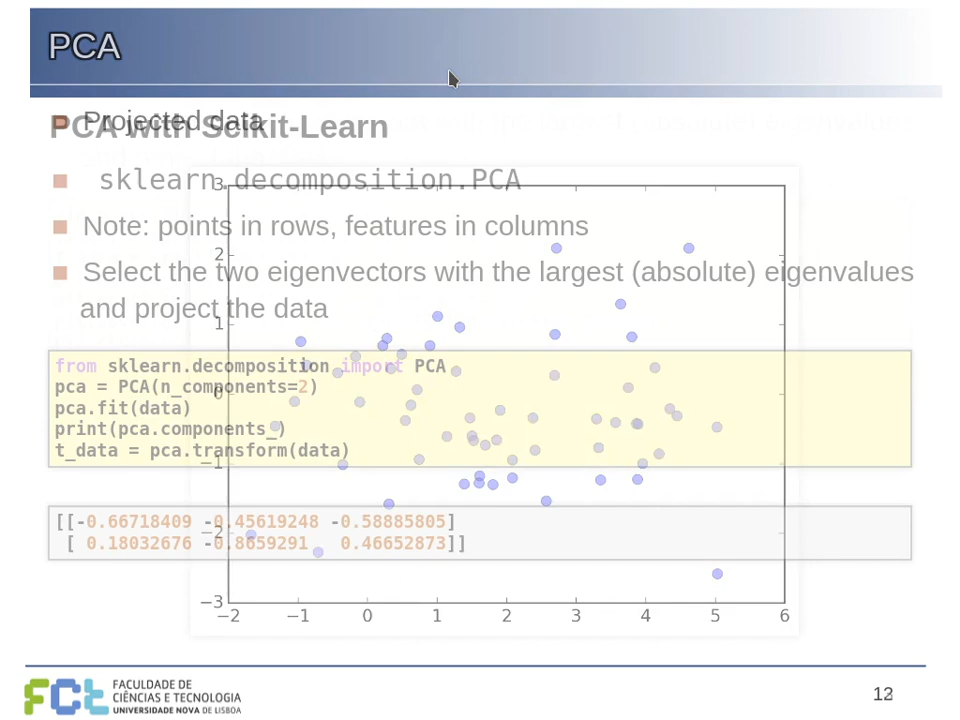 PCA
Projected data
PCA with Scikit-Learn
sklearn.decomposition.PCA
Note: points in rows, features in columns
Select the two eigenvectors with the largest (absolute) eigenvalues
and project the data
from sklearn.decomposition import PCA
pca = PCA(n_components=2)
pca.fit(data)
print(pca.components_)
t_data = pca.transform(data)
[[-0.66718409 -0.45619248 -0.58885805]
[ 0.18032676 -0.8659291 0.46652873]]
3
2
1
0
−1
−2
−3
−2 −1 0 1 2 3 4 5 6
FACULDADE DE
CIÊNCIAS E TECNOLOGIA
UNIVERSIDADE NOVA DE LISBOA